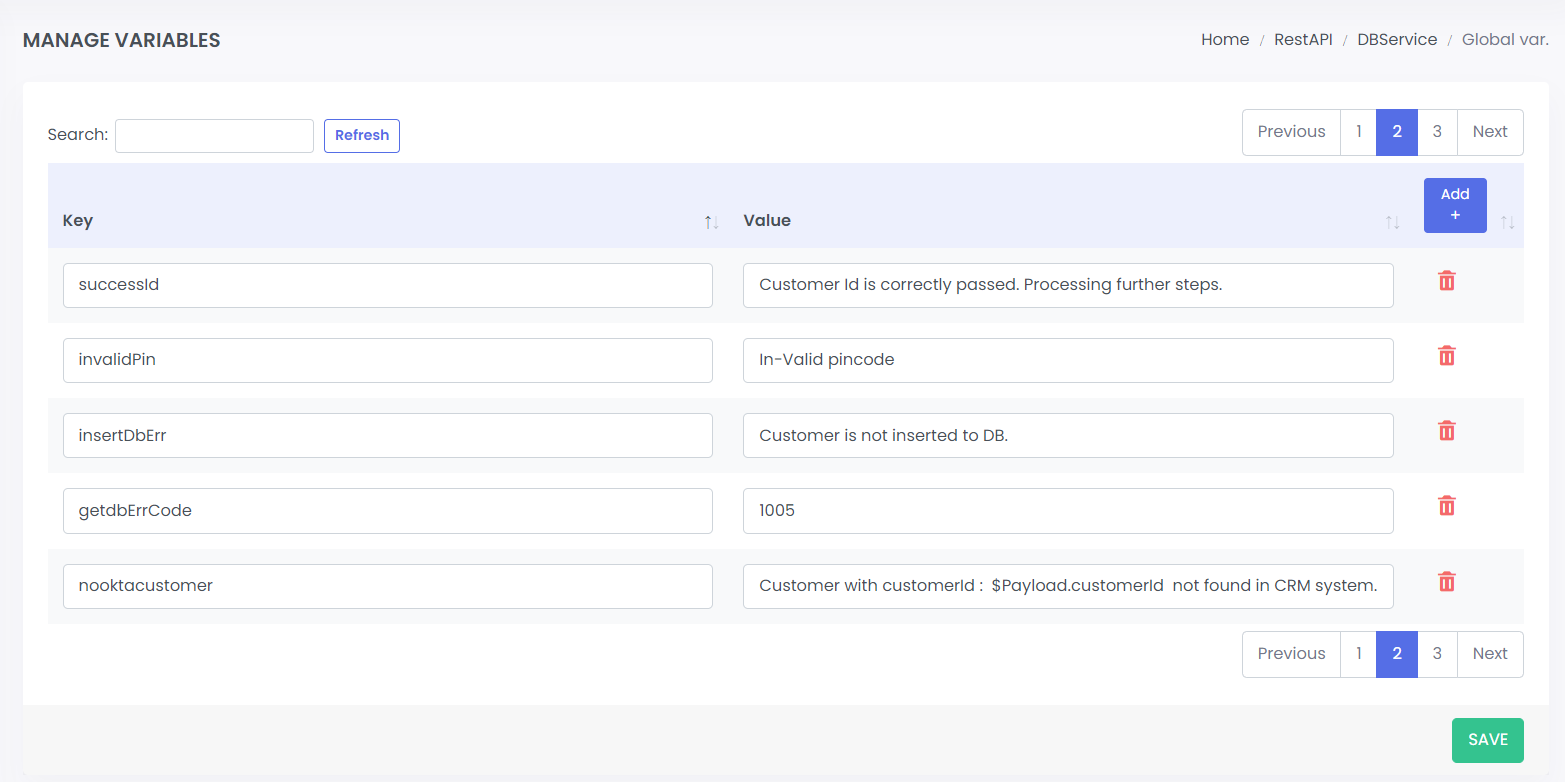 MANAGE VARIABLES
Home / RestAPI / DBService / Global var.
Search:
Refresh
Previous 1 2 3 Next
Key
Value
Add
+
successId
Customer Id is correctly passed. Processing further steps.
invalidPin
In-Valid pincode
insertDbErr
Customer is not inserted to DB.
getdbErrCode
1005
nooktacustomer
Customer with customerId :  $Payload.customerId  not found in CRM system.
Previous 1 2 3 Next
SAVE